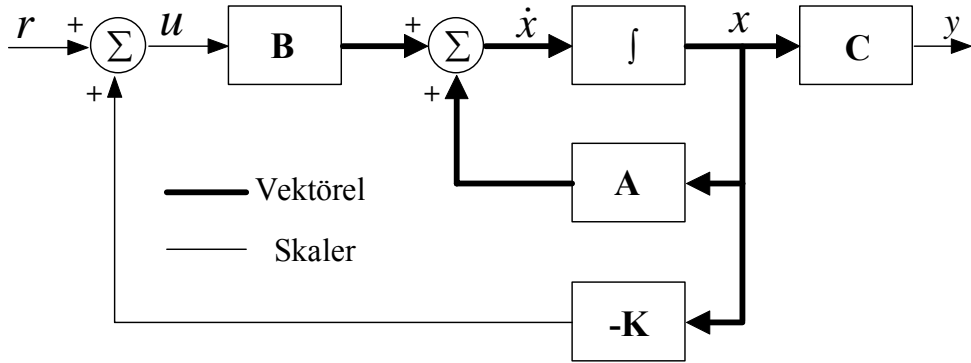 r + Σ u B + Σ ẋ ∫ x C y
+ +
A
Vektörel
Skaler
-K